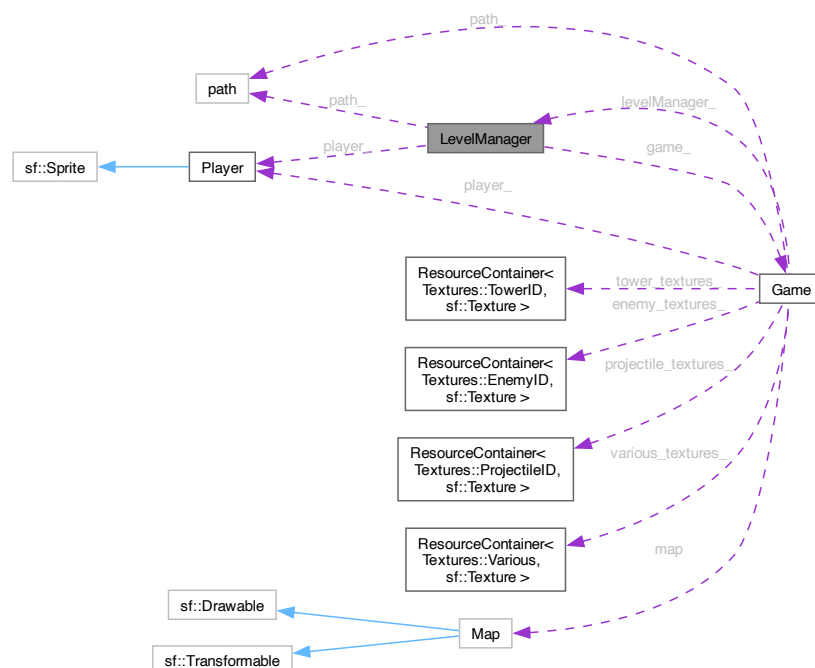 path_
path
levelManager_
path_
LevelManager
player_
game_
sf::Sprite
Player
player_
ResourceContainer<
Textures::TowerID,
sf::Texture >
tower_textures_
Game
enemy_textures_
ResourceContainer<
Textures::EnemyID,
sf::Texture >
projectile_textures_
ResourceContainer<
Textures::ProjectileID,
sf::Texture >
various_textures_
ResourceContainer<
Textures::Various,
sf::Texture >
map
sf::Drawable
Map
sf::Transformable